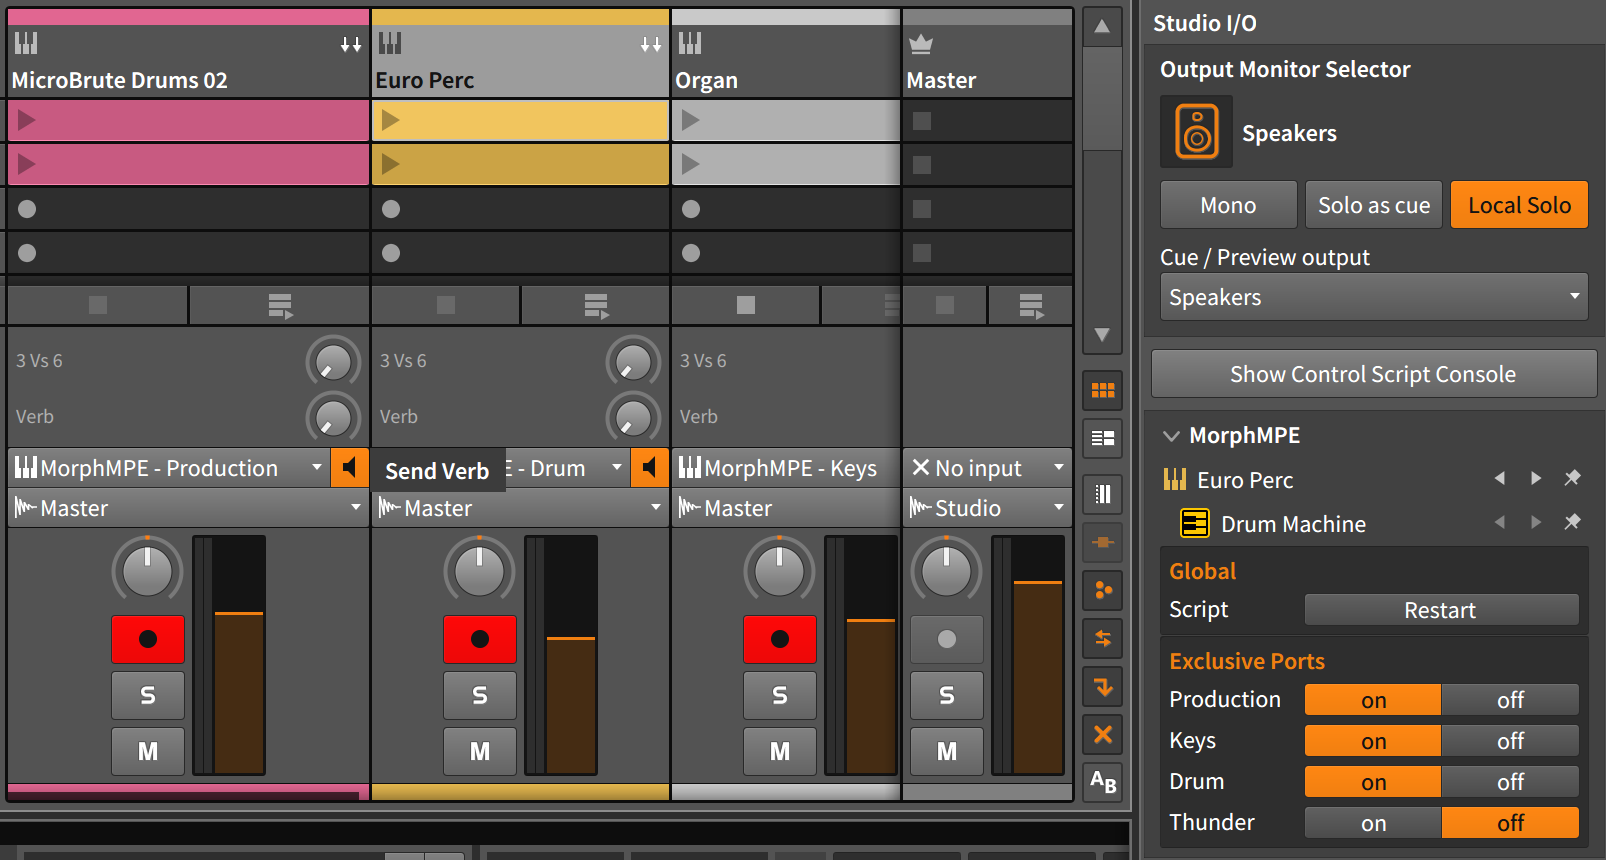 MicroBrute Drums 02
Euro Perc
Organ
Master
3 Vs 6
3 Vs 6
3 Vs 6
Verb
Verb
Verb
MorphMPE - Production
Send Verb
E - Drum
MorphMPE - Keys
No input
Master
Master
Master
Studio
S
S
S
S
M
M
M
M
AB
Studio I/O
Output Monitor Selector
Speakers
Mono
Solo as cue
Local Solo
Cue / Preview output
Speakers
Show Control Script Console
MorphMPE
Euro Perc
Drum Machine
Global
Script
Restart
Exclusive Ports
Production on off
Keys on off
Drum on off
Thunder on off